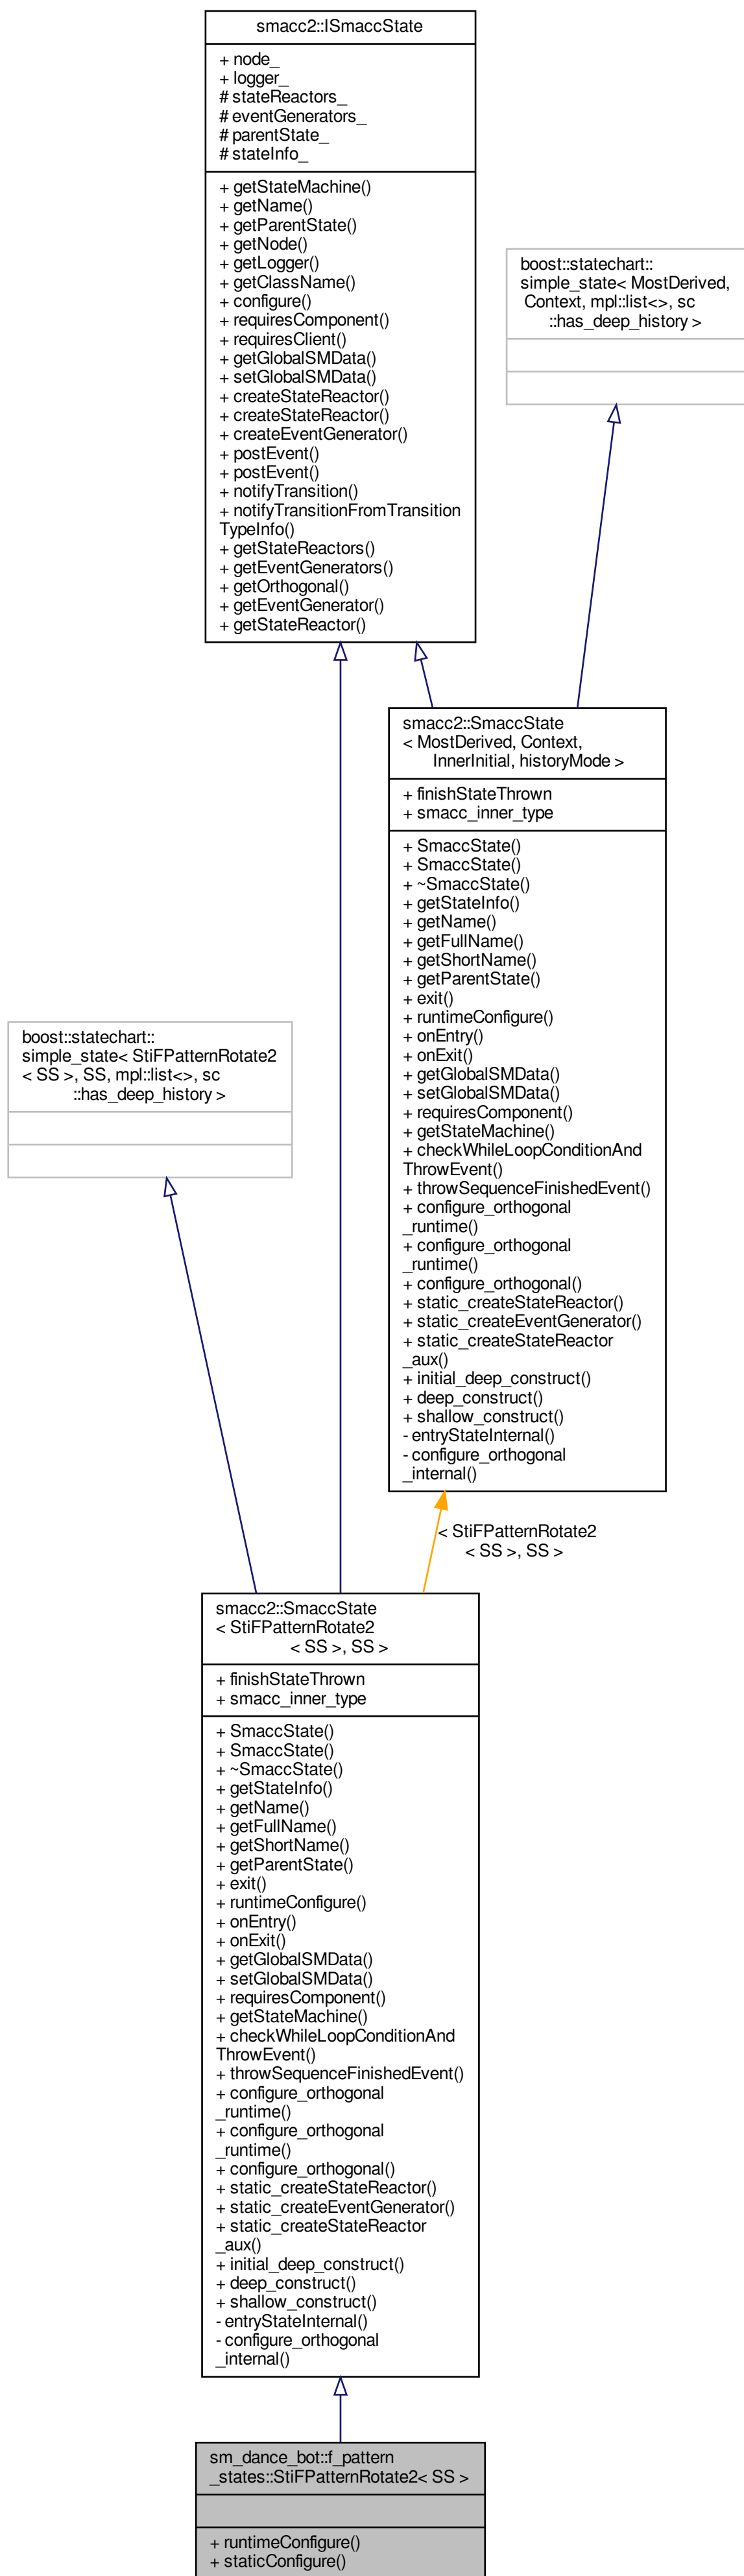 smacc2::ISmaccState
+ node_
+ logger_
# stateReactors_
# eventGenerators_
# parentState_
# stateInfo_
+ getStateMachine()
+ getName()
+ getParentState()
+ getNode()
+ getLogger()
+ getClassName()
+ configure()
+ requiresComponent()
+ requiresClient()
+ getGlobalSMData()
+ setGlobalSMData()
+ createStateReactor()
+ createStateReactor()
+ createEventGenerator()
+ postEvent()
+ postEvent()
+ notifyTransition()
+ notifyTransitionFromTransition
TypeInfo()
+ getStateReactors()
+ getEventGenerators()
+ getOrthogonal()
+ getEventGenerator()
+ getStateReactor()
boost::statechart::
simple_state< MostDerived,
Context, mpl::list<>, sc
::has_deep_history >
smacc2::SmaccState
< MostDerived, Context,
InnerInitial, historyMode >
+ finishStateThrown
+ smacc_inner_type
+ SmaccState()
+ SmaccState()
+ ~SmaccState()
+ getStateInfo()
+ getName()
+ getFullName()
+ getShortName()
+ getParentState()
+ exit()
+ runtimeConfigure()
+ onEntry()
+ onExit()
+ getGlobalSMData()
+ setGlobalSMData()
+ requiresComponent()
+ getStateMachine()
+ checkWhileLoopConditionAnd
ThrowEvent()
+ throwSequenceFinishedEvent()
+ configure_orthogonal
_runtime()
+ configure_orthogonal
_runtime()
+ configure_orthogonal()
+ static_createStateReactor()
+ static_createEventGenerator()
+ static_createStateReactor
_aux()
+ initial_deep_construct()
+ deep_construct()
+ shallow_construct()
- entryStateInternal()
- configure_orthogonal
_internal()
boost::statechart::
simple_state< StiFPatternRotate2
< SS >, SS, mpl::list<>, sc
::has_deep_history >
< StiFPatternRotate2
< SS >, SS >
smacc2::SmaccState
< StiFPatternRotate2
< SS >, SS >
+ finishStateThrown
+ smacc_inner_type
+ SmaccState()
+ SmaccState()
+ ~SmaccState()
+ getStateInfo()
+ getName()
+ getFullName()
+ getShortName()
+ getParentState()
+ exit()
+ runtimeConfigure()
+ onEntry()
+ onExit()
+ getGlobalSMData()
+ setGlobalSMData()
+ requiresComponent()
+ getStateMachine()
+ checkWhileLoopConditionAnd
ThrowEvent()
+ throwSequenceFinishedEvent()
+ configure_orthogonal
_runtime()
+ configure_orthogonal
_runtime()
+ configure_orthogonal()
+ static_createStateReactor()
+ static_createEventGenerator()
+ static_createStateReactor
_aux()
+ initial_deep_construct()
+ deep_construct()
+ shallow_construct()
- entryStateInternal()
- configure_orthogonal
_internal()
sm_dance_bot::f_pattern
_states::StiFPatternRotate2< SS >
+ runtimeConfigure()
+ staticConfigure()